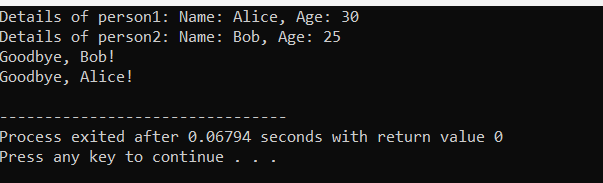 Details of person1: Name: Alice, Age: 30
Details of person2: Name: Bob, Age: 25
Goodbye, Bob!
Goodbye, Alice!
--------------------------------
Process exited after 0.06794 seconds with return value 0
Press any key to continue . . .